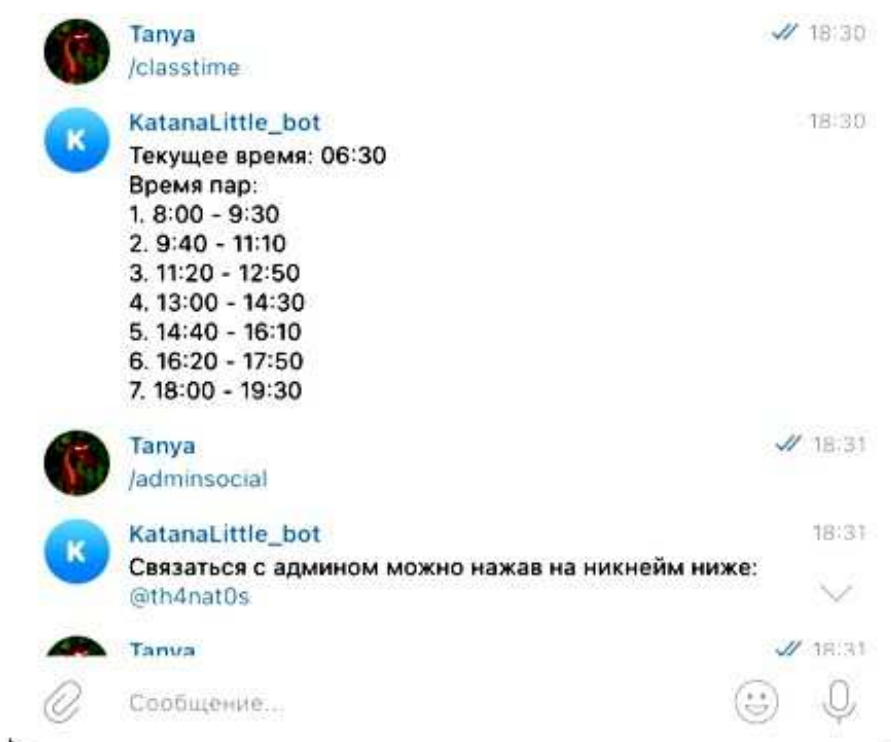 Tanya 18:30
/classtime
KatanaLittle_bot 18:30
Текущее время: 06:30
Время пар:
1. 8:00 - 9:30
2. 9:40 - 11:10
3. 11:20 - 12:50
4. 13:00 - 14:30
5. 14:40 - 16:10
6. 16:20 - 17:50
7. 18:00 - 19:30
Tanya 18:31
/adminsocial
KatanaLittle_bot 18:31
Связаться с админом можно нажав на никнейм ниже:
@th4nat0s
Tanya 18:31
Сообщение...